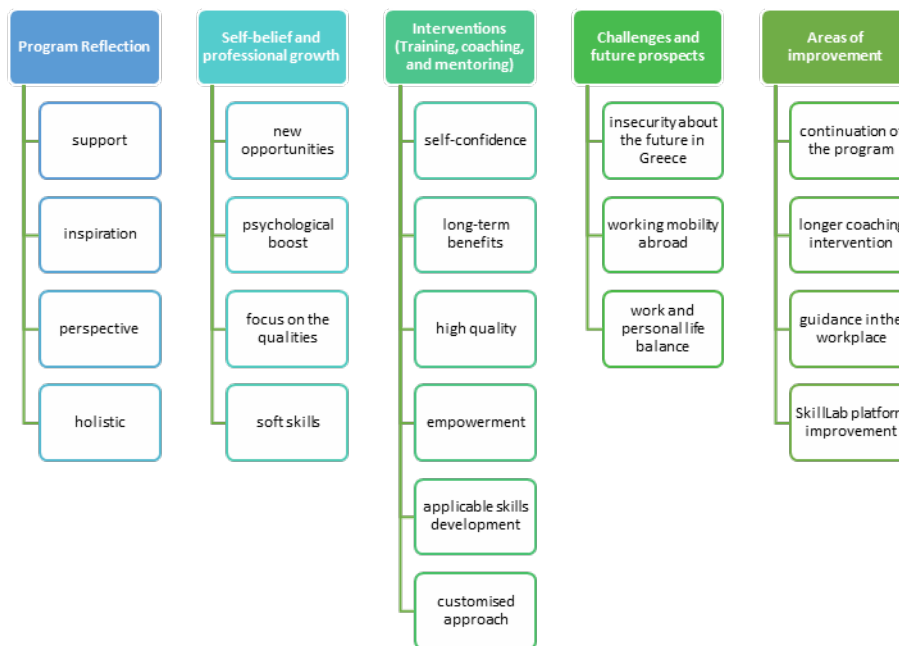 Program Reflection
support
inspiration
perspective
holistic
Self-belief and
professional growth
new
opportunities
psychological
boost
focus on the
qualities
soft skills
Interventions
(Training, coaching,
and mentoring)
self-confidence
long-term
benefits
high quality
empowerment
applicable skills
development
customised
approach
Challenges and
future prospects
insecurity about
the future in
Greece
working mobility
abroad
work and
personal life
balance
Areas of
improvement
continuation of
the program
longer coaching
intervention
guidance in the
workplace
SkillLab platform
improvement